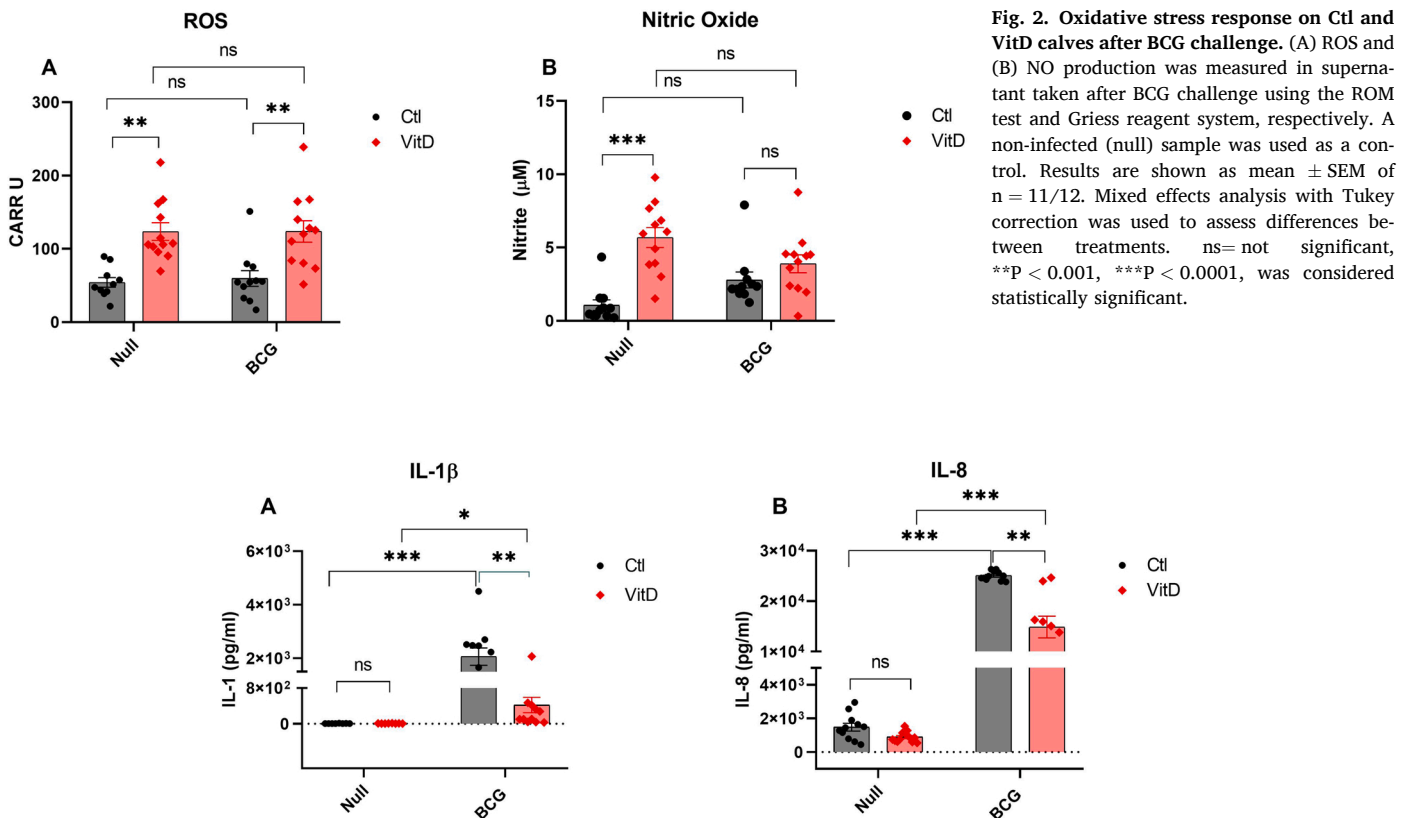 ROS
A
ns
ns
**
**
300
200
100
0
CARR U
Null
BCG
Ctl
VitD
Nitric Oxide
B
ns
ns
***
ns
15
10
5
0
Nitrite (μM)
Null
BCG
Ctl
VitD
Fig. 2. Oxidative stress response on Ctl and
VitD calves after BCG challenge. (A) ROS and
(B) NO production was measured in superna-
tant taken after BCG challenge using the ROM
test and Griess reagent system, respectively. A
non-infected (null) sample was used as a con-
trol. Results are shown as mean ± SEM of
n = 11/12. Mixed effects analysis with Tukey
correction was used to assess differences be-
tween treatments. ns= not significant,
**P < 0.001, ***P < 0.0001, was considered
statistically significant.
IL-1β
A
*
***
**
ns
6×10³
4×10³
2×10³
8×10²
0
IL-1 (pg/ml)
Null
BCG
Ctl
VitD
IL-8
B
***
***
**
ns
3×10⁴
2×10⁴
1×10⁴
4×10³
2×10³
0
IL-8 (pg/ml)
Null
BCG
Ctl
VitD